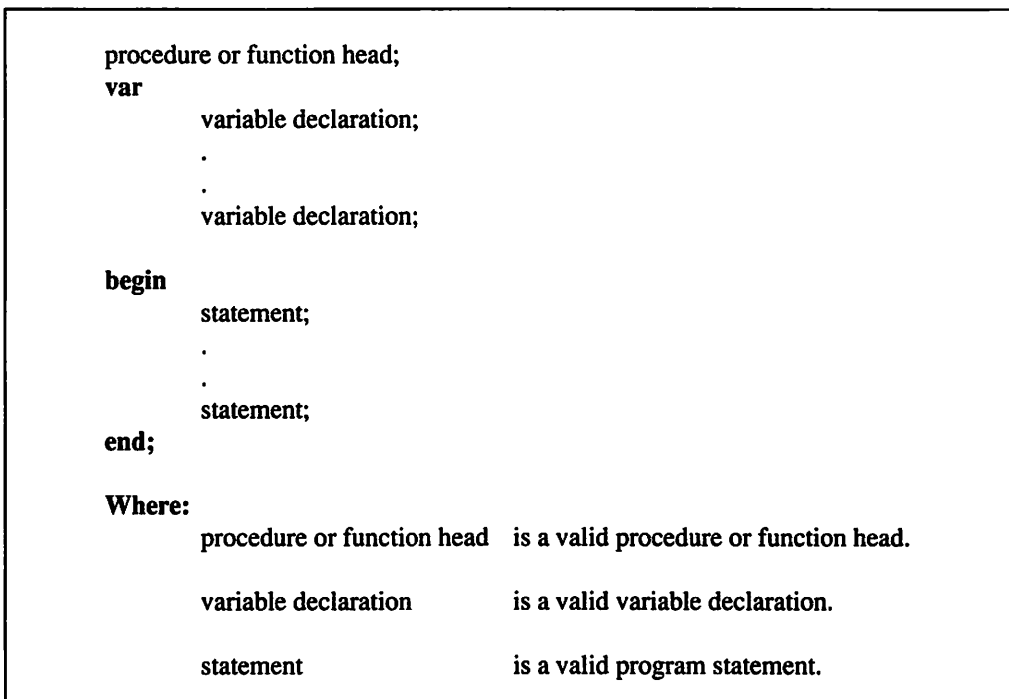 procedure or function head;
var
variable declaration;
.
.
variable declaration;
begin
statement;
.
.
statement;
end;
Where:
procedure or function head is a valid procedure or function head.
variable declaration is a valid variable declaration.
statement is a valid program statement.